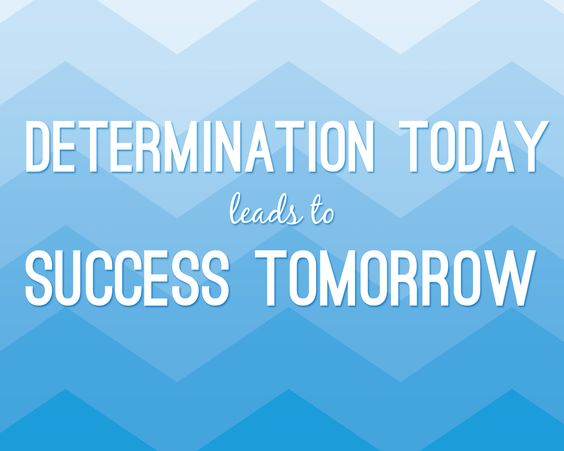 DETERMINATION TODAY
leads to
SUCCESS TOMORROW